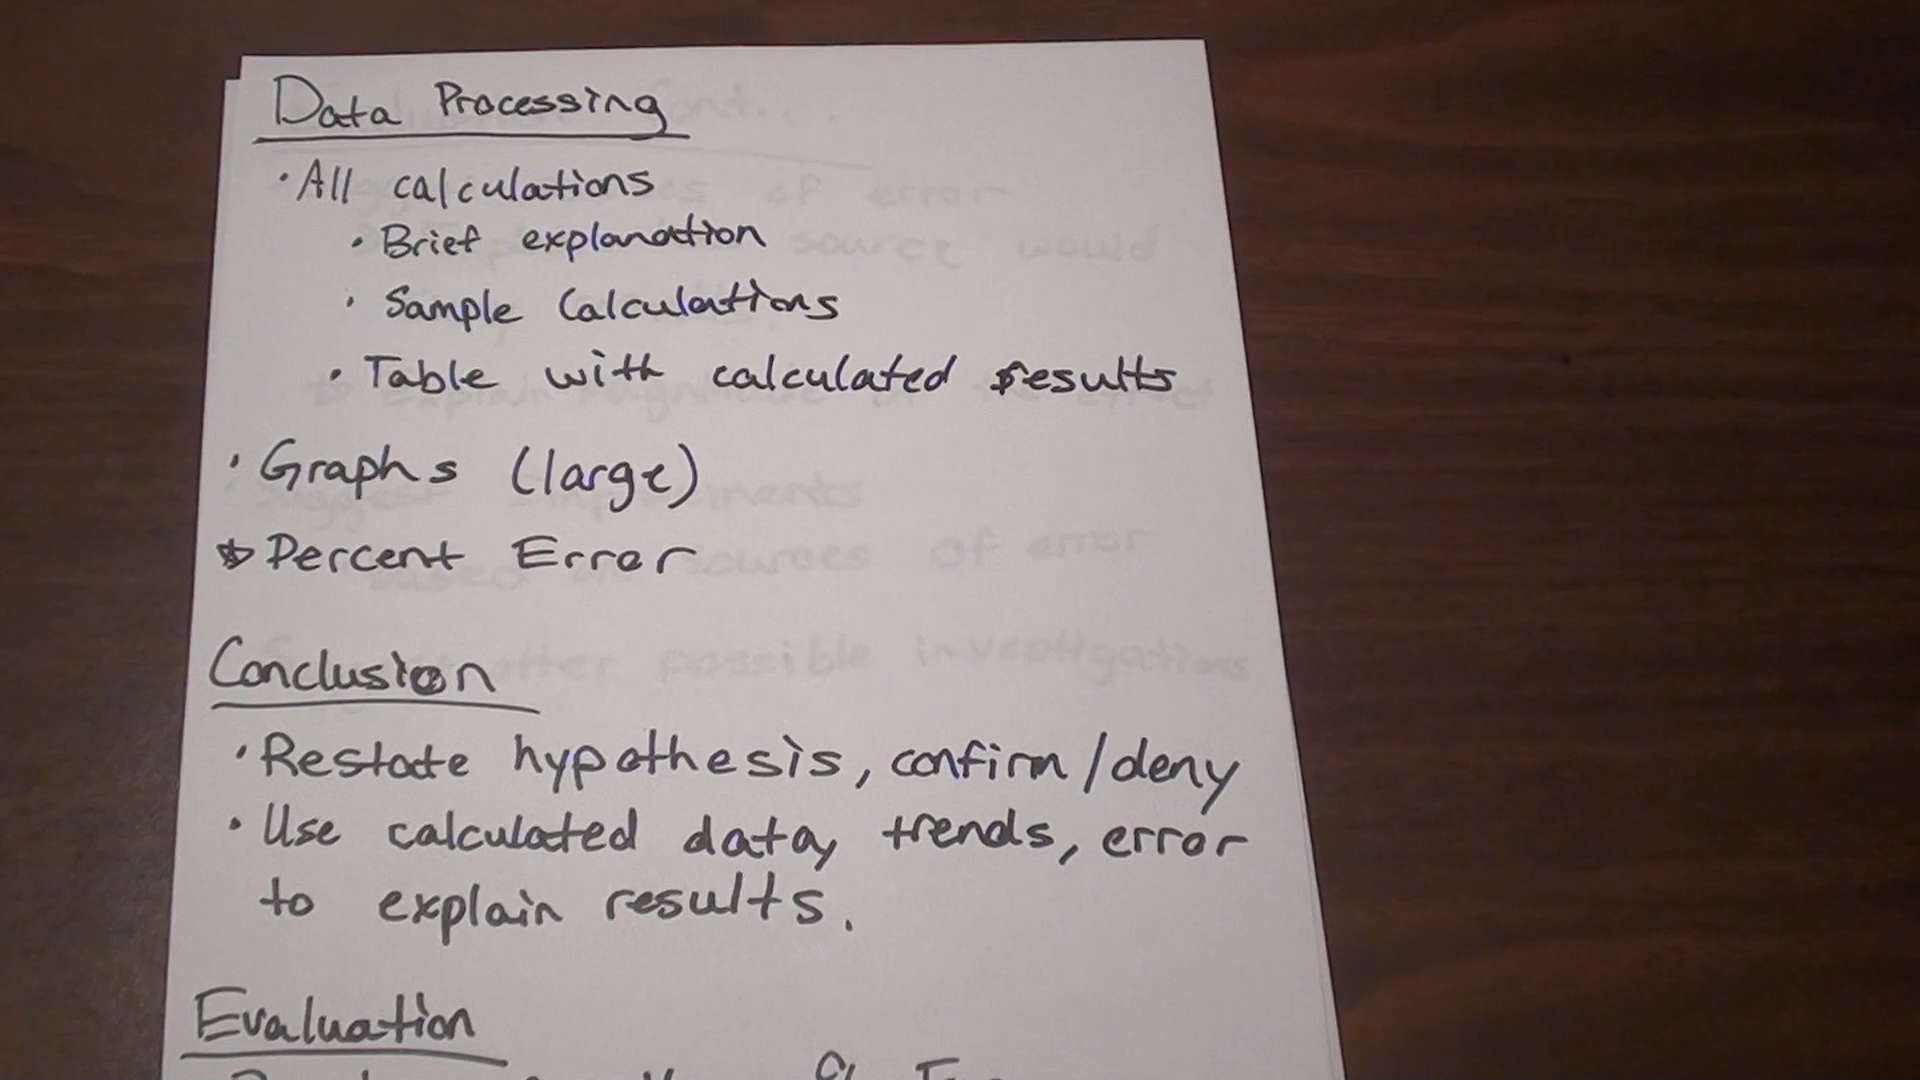 Data Processing
· All calculations
· Brief explanation
· Sample Calculations
· Table with calculated results
· Graphs (large)
☆ Percent Error
Conclusion
· Restate hypothesis, confirm/deny
· Use calculated data, trends, error
to explain results.
Evaluation